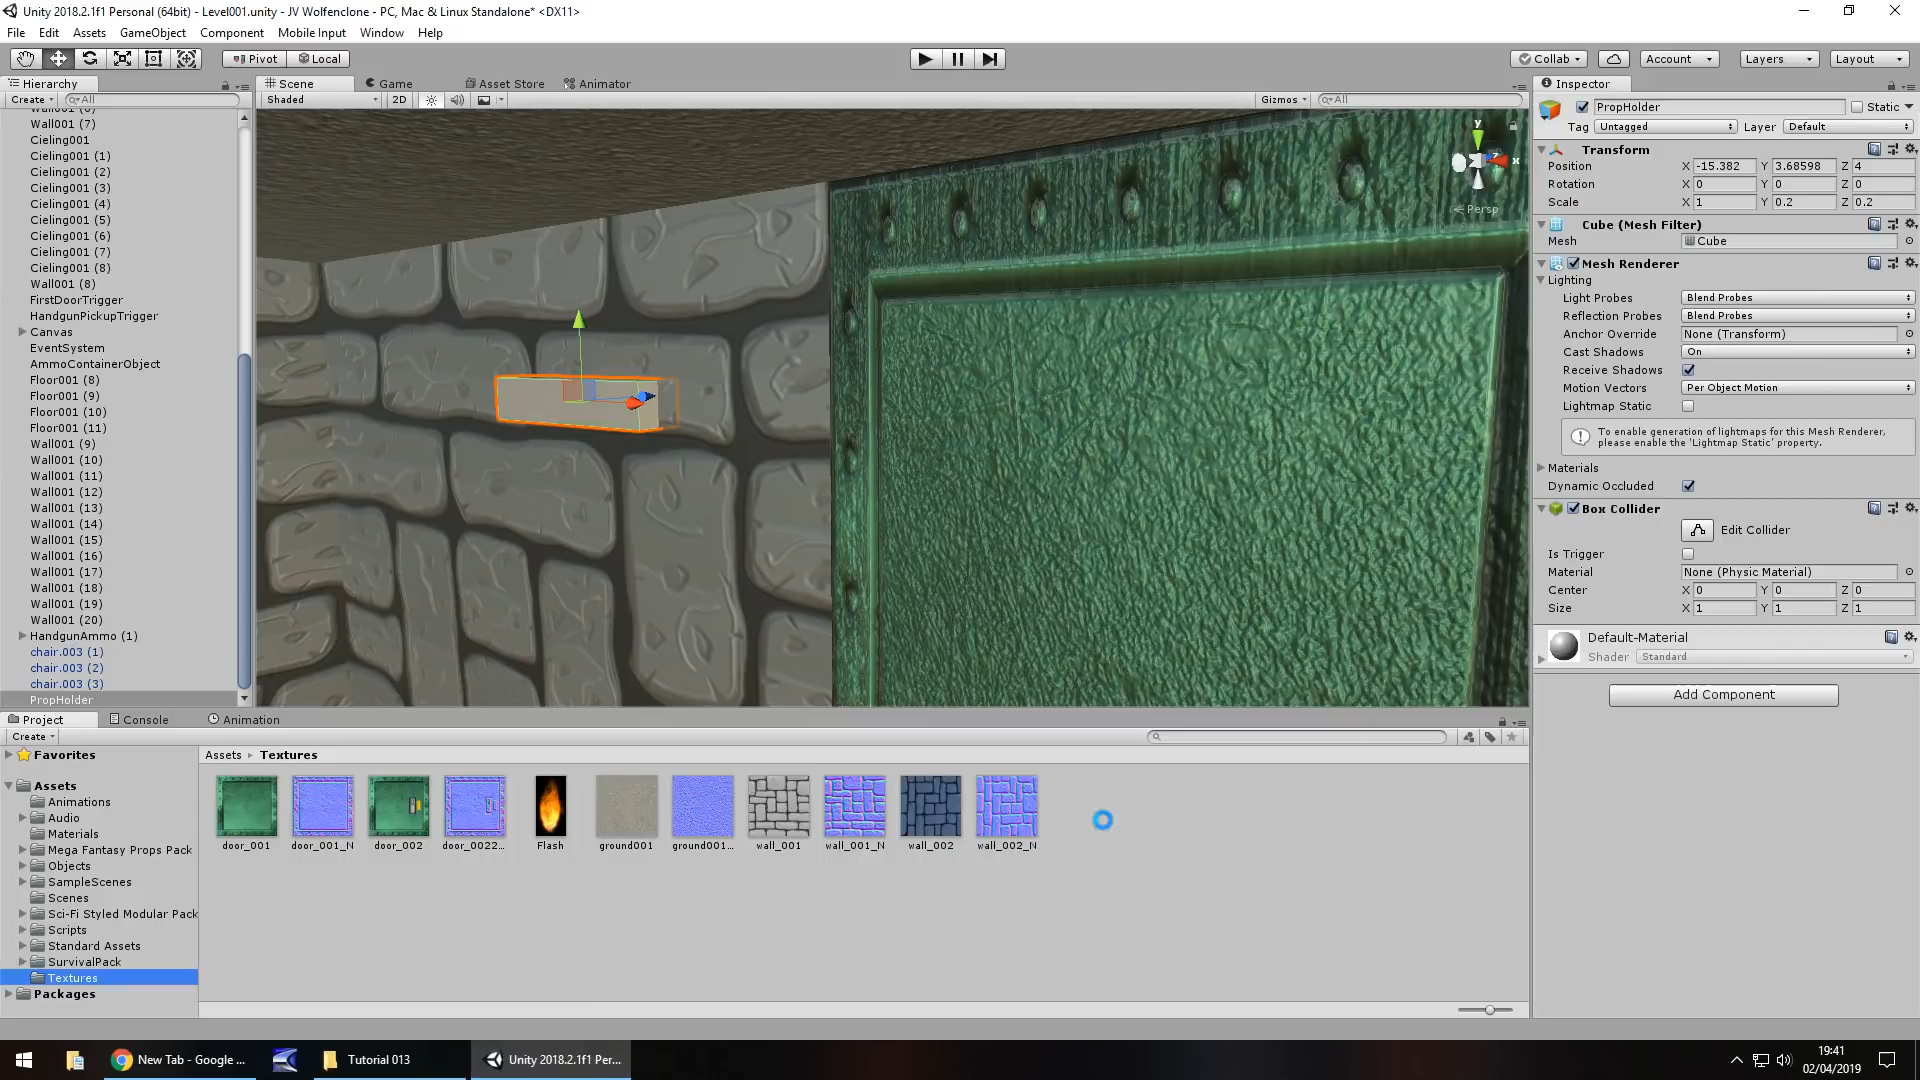 Unity 2018.2.1f1 Personal (64bit) - Level001.unity - JV Wolfenclone - PC, Mac & Linux Standalone* <DX11>
File Edit Assets GameObject Component Mobile Input Window Help
Pivot Local Collab Account Layers Layout
Hierarchy Scene Game Asset Store Animator Inspector
Create All Shaded 2D Gizmos All
Wall001 (7)
Cieling001
Cieling001 (1)
Cieling001 (2)
Cieling001 (3)
Cieling001 (4)
Cieling001 (5)
Cieling001 (6)
Cieling001 (7)
Cieling001 (8)
Wall001 (8)
FirstDoorTrigger
HandgunPickupTrigger
Canvas
EventSystem
AmmoContainerObject
Floor001 (8)
Floor001 (9)
Floor001 (10)
Floor001 (11)
Wall001 (9)
Wall001 (10)
Wall001 (11)
Wall001 (12)
Wall001 (13)
Wall001 (14)
Wall001 (15)
Wall001 (16)
Wall001 (17)
Wall001 (18)
Wall001 (19)
Wall001 (20)
HandgunAmmo (1)
chair.003 (1)
chair.003 (2)
chair.003 (3)
PropHolder
y
x
z
Persp
PropHolder Static
Tag Untagged Layer Default
Transform
Position X -15.382 Y 3.68598 Z 4
Rotation X 0 Y 0 Z 0
Scale X 1 Y 0.2 Z 0.2
Cube (Mesh Filter)
Mesh Cube
Mesh Renderer
Lighting
Light Probes Blend Probes
Reflection Probes Blend Probes
Anchor Override None (Transform)
Cast Shadows On
Receive Shadows
Motion Vectors Per Object Motion
Lightmap Static
To enable generation of lightmaps for this Mesh Renderer,
please enable the 'Lightmap Static' property.
Materials
Dynamic Occluded
Box Collider
Edit Collider
Is Trigger
Material None (Physic Material)
Center X 0 Y 0 Z 0
Size X 1 Y 1 Z 1
Default-Material
Shader Standard
Add Component
Project Console Animation
Create
Favorites
Assets
Animations
Audio
Materials
Mega Fantasy Props Pack
Objects
SampleScenes
Scenes
Sci-Fi Styled Modular Pack
Scripts
Standard Assets
SurvivalPack
Textures
Packages
Assets Textures
door_001 door_001_N door_002 door_0022... Flash ground001 ground001... wall_001 wall_001_N wall_002 wall_002_N
New Tab - Google ... Tutorial 013 Unity 2018.2.1f1 Per...
19:41
02/04/2019